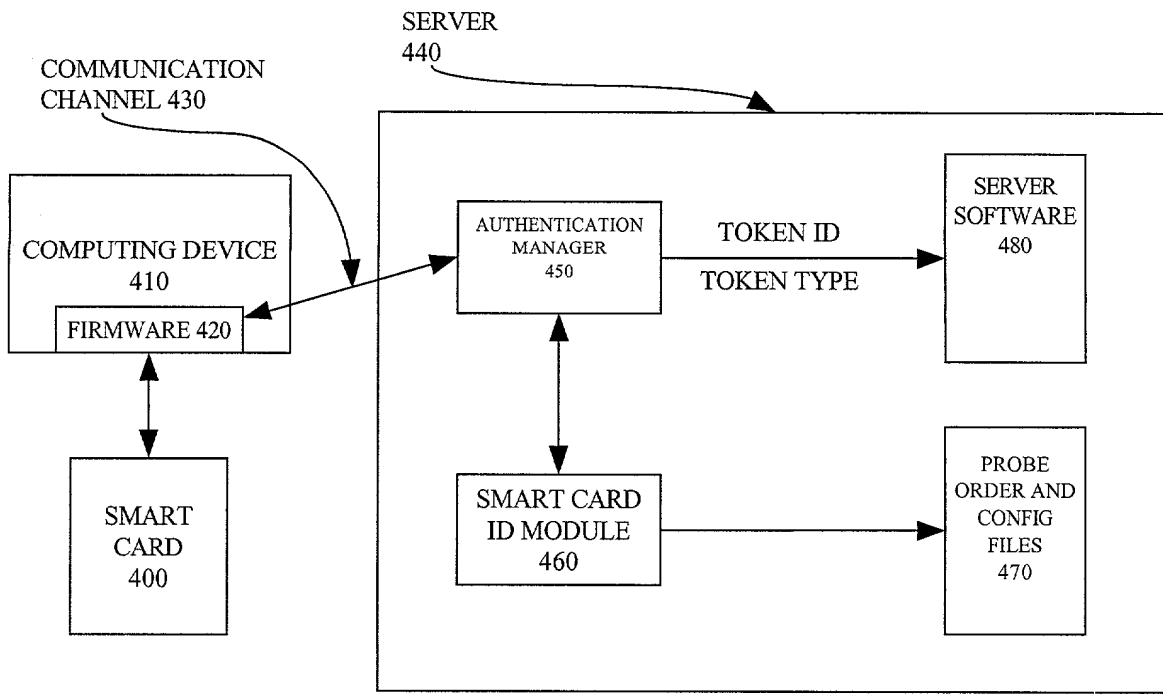 SERVER
440
COMMUNICATION
CHANNEL 430
COMPUTING DEVICE
410
FIRMWARE 420
SMART
CARD
400
AUTHENTICATION
MANAGER
450
TOKEN ID
TOKEN TYPE
SERVER
SOFTWARE
480
SMART CARD
ID MODULE
460
PROBE
ORDER AND
CONFIG
FILES
470